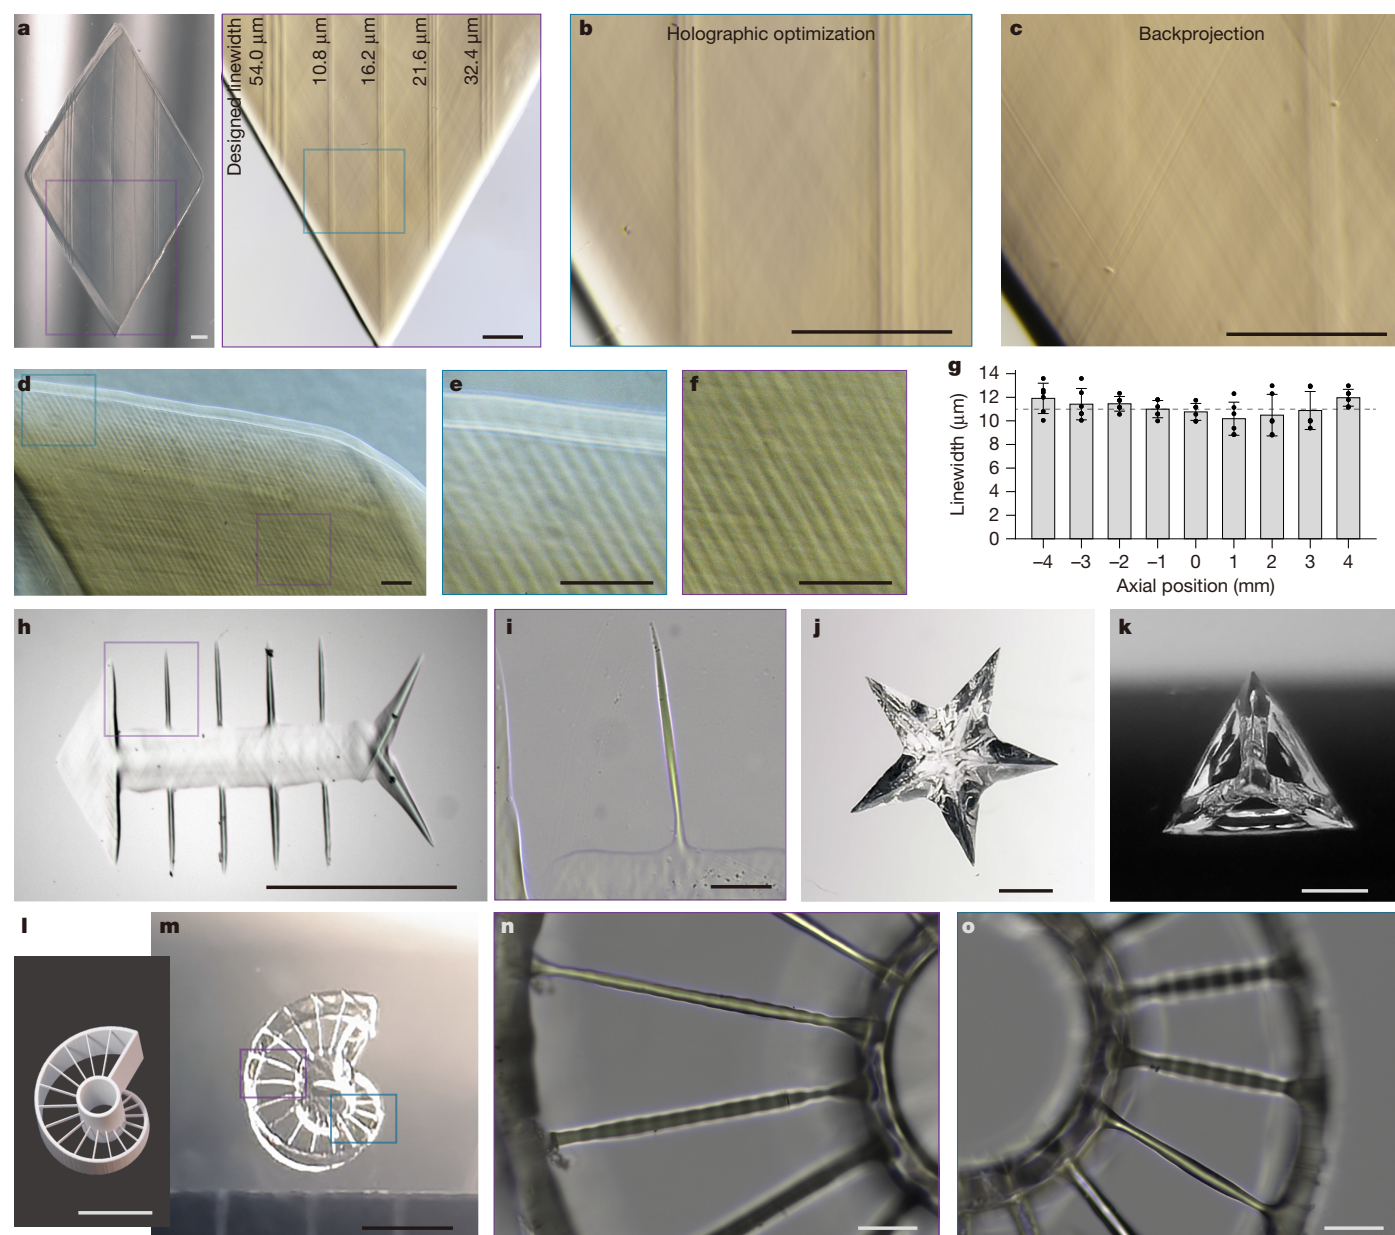 a
Designed linewidth
54.0 μm
10.8 μm
16.2 μm
21.6 μm
32.4 μm
b
Holographic optimization
c
Backprojection
d
e
f
g
Linewidth (μm)
14
12
10
8
6
4
2
0
–4 –3 –2 –1 0 1 2 3 4
Axial position (mm)
h
i
j
k
l
m
n
o